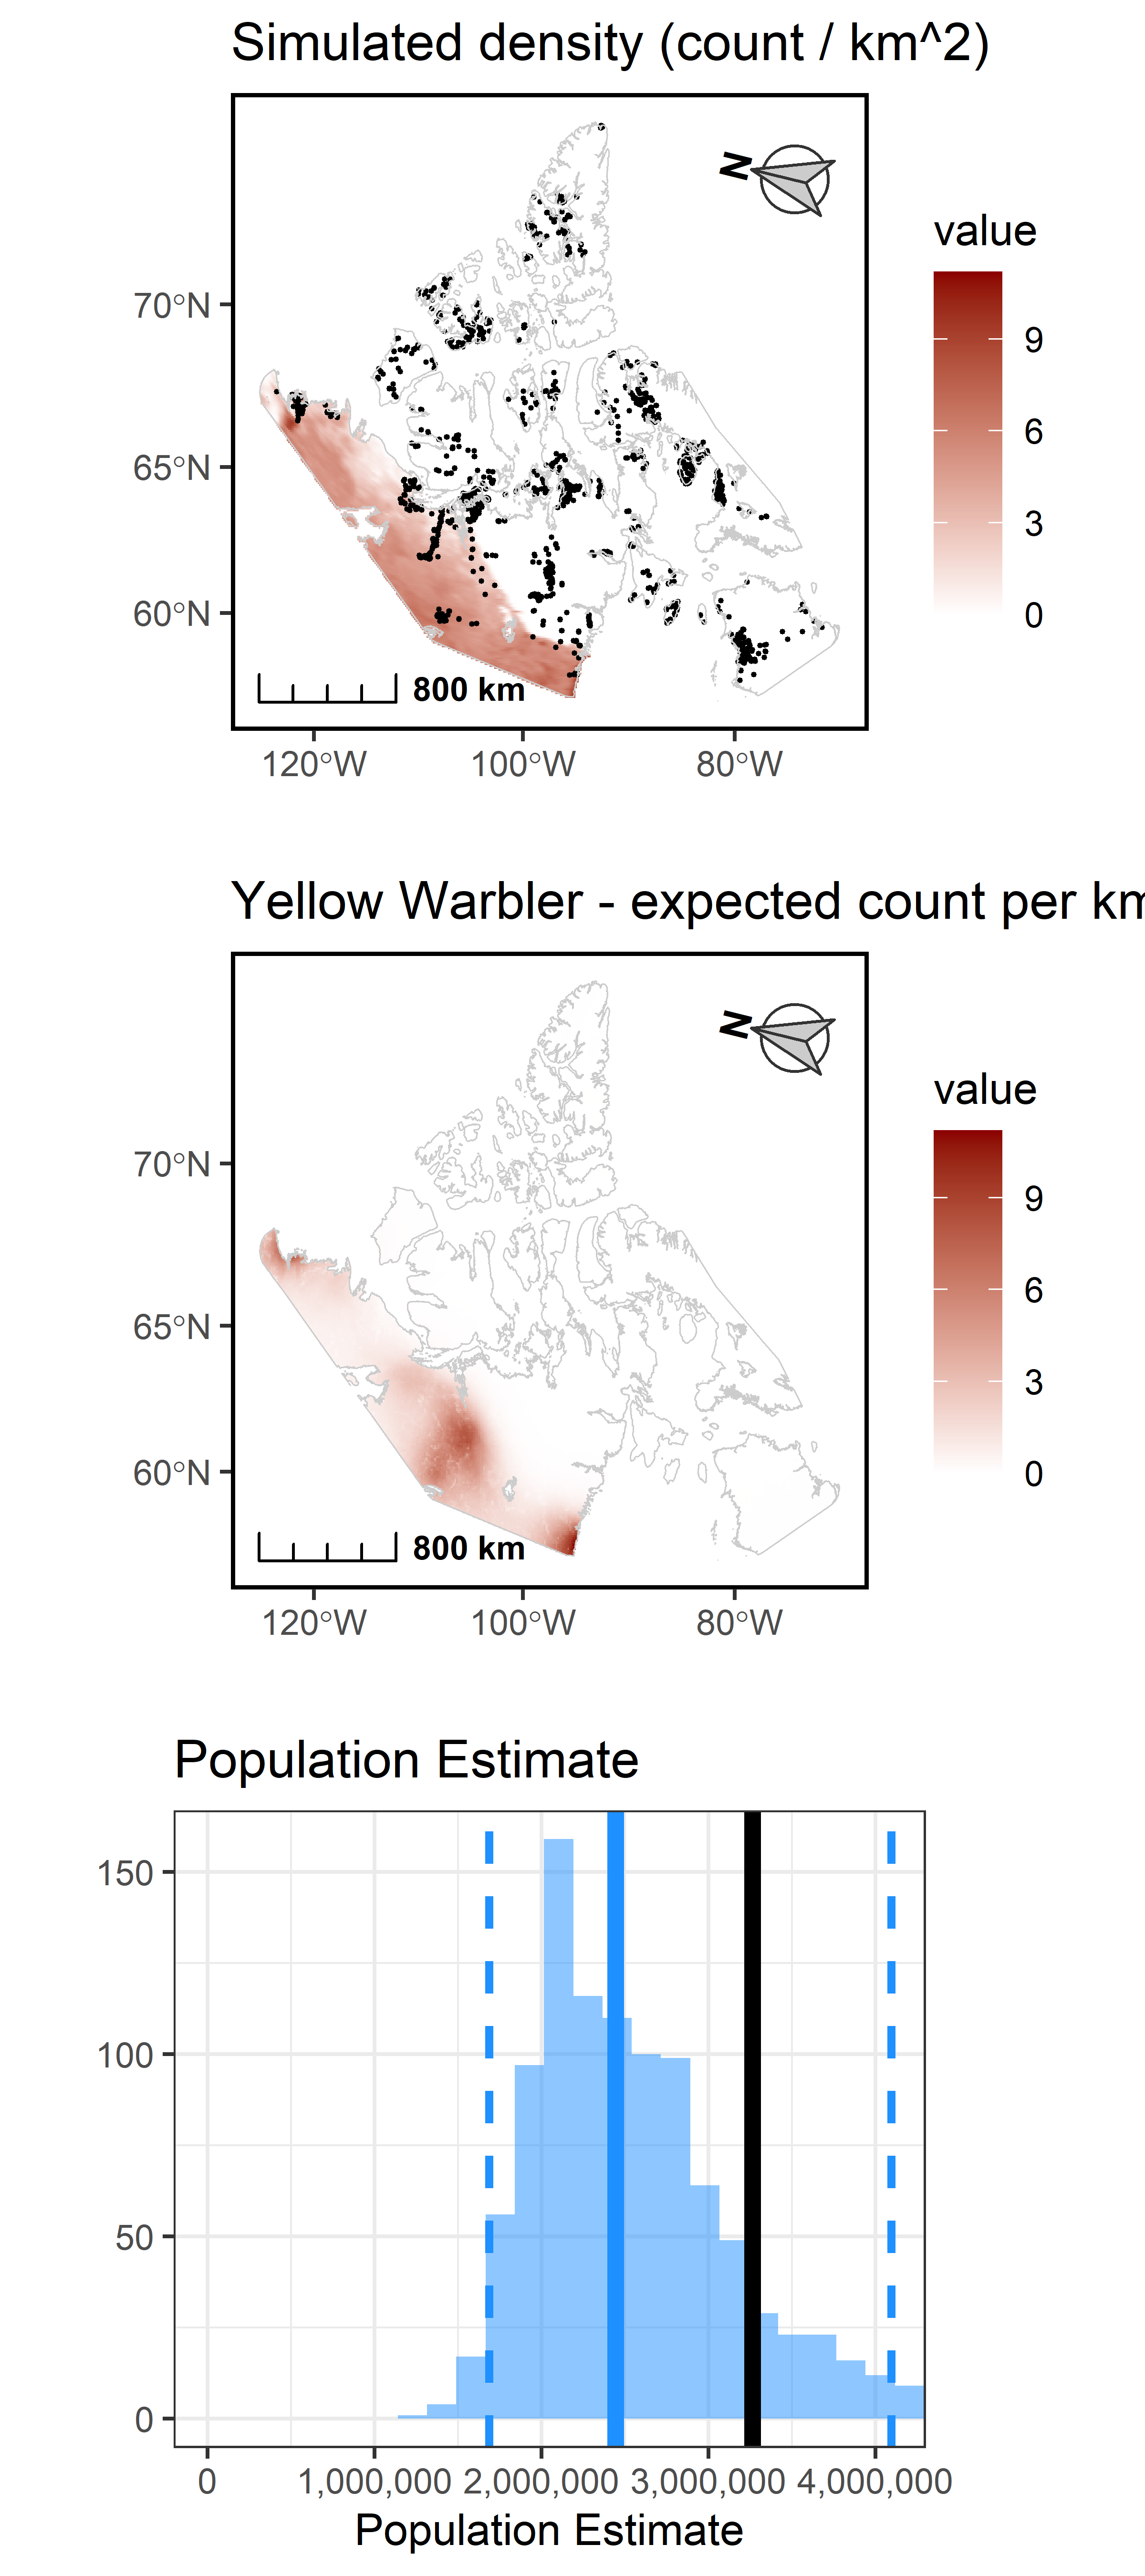 Simulated density (count / km^2)
N
value
70°N
9
6
65°N
3
60°N
0
800 km
120°W 100°W 80°W
Yellow Warbler - expected count per km
N
value
70°N
9
6
65°N
3
60°N
0
800 km
120°W 100°W 80°W
Population Estimate
150
100
50
0
0 1,000,000 2,000,000 3,000,000 4,000,000
Population Estimate